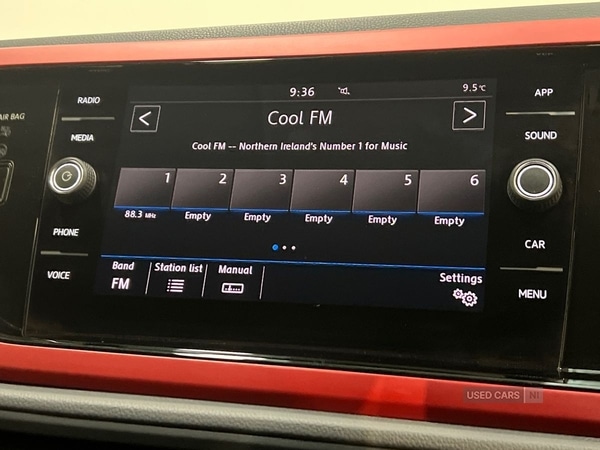 AIR BAG
RADIO
MEDIA
PHONE
VOICE
9:36
9.5°C
<
Cool FM
>
Cool FM -- Northern Ireland's Number 1 for Music
1 2 3 4 5 6
88.3 MHz Empty Empty Empty Empty Empty
Band Station list Manual Settings
FM
APP
SOUND
CAR
MENU
USED CARS NI